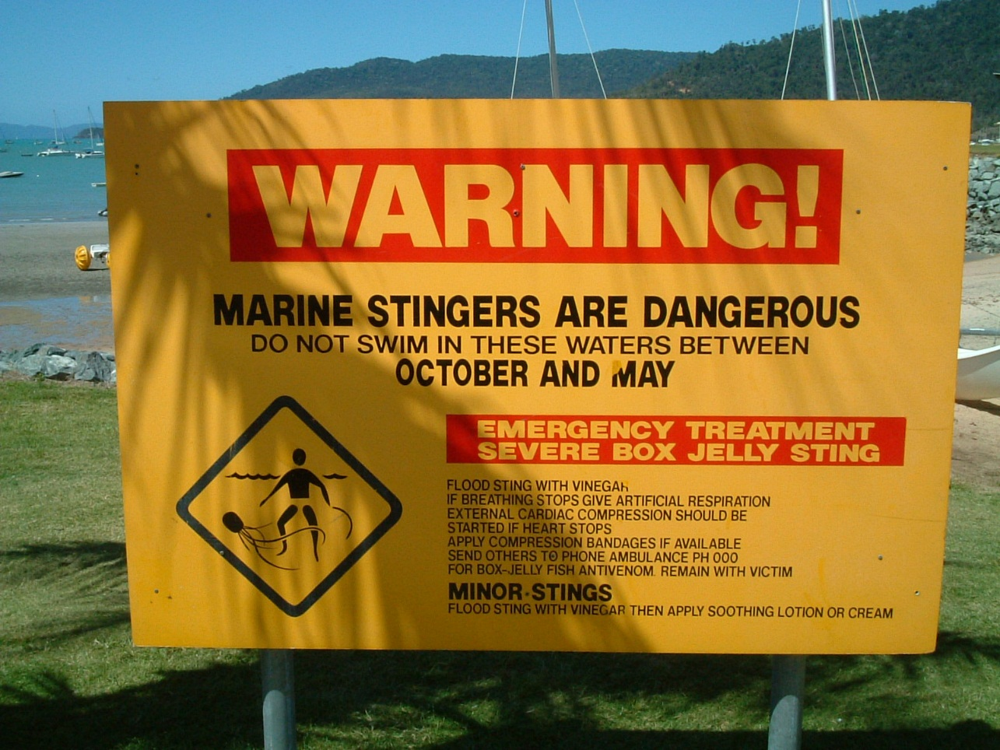 WARNING!
MARINE STINGERS ARE DANGEROUS
DO NOT SWIM IN THESE WATERS BETWEEN
OCTOBER AND MAY
EMERGENCY TREATMENT
SEVERE BOX JELLY STING
FLOOD STING WITH VINEGAR
IF BREATHING STOPS GIVE ARTIFICIAL RESPIRATION
EXTERNAL CARDIAC COMPRESSION SHOULD BE
STARTED IF HEART STOPS
APPLY COMPRESSION BANDAGES IF AVAILABLE
SEND OTHERS TO PHONE AMBULANCE PH 000
FOR BOX-JELLY FISH ANTIVENOM. REMAIN WITH VICTIM
MINOR STINGS
FLOOD STING WITH VINEGAR THEN APPLY SOOTHING LOTION OR CREAM